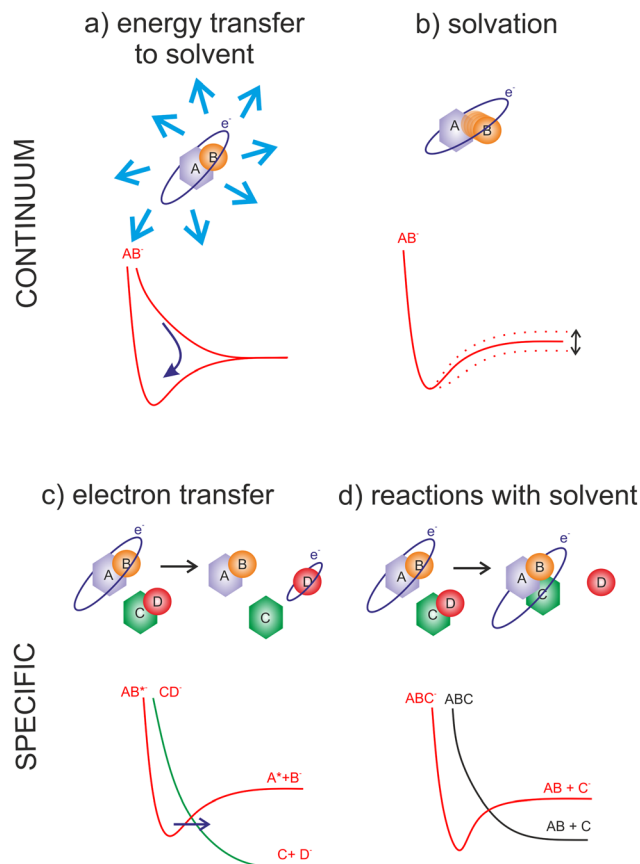 a) energy transfer
to solvent
b) solvation
CONTINUUM
e-
A
B
e-
A
B
AB-
AB-
c) electron transfer
d) reactions with solvent
SPECIFIC
e-
A
B
C
D
A
B
C
e-
D
e-
A
B
C
D
e-
A
B
C
D
AB*-
CD-
A*+B-
C+ D-
ABC-
ABC
AB + C-
AB + C